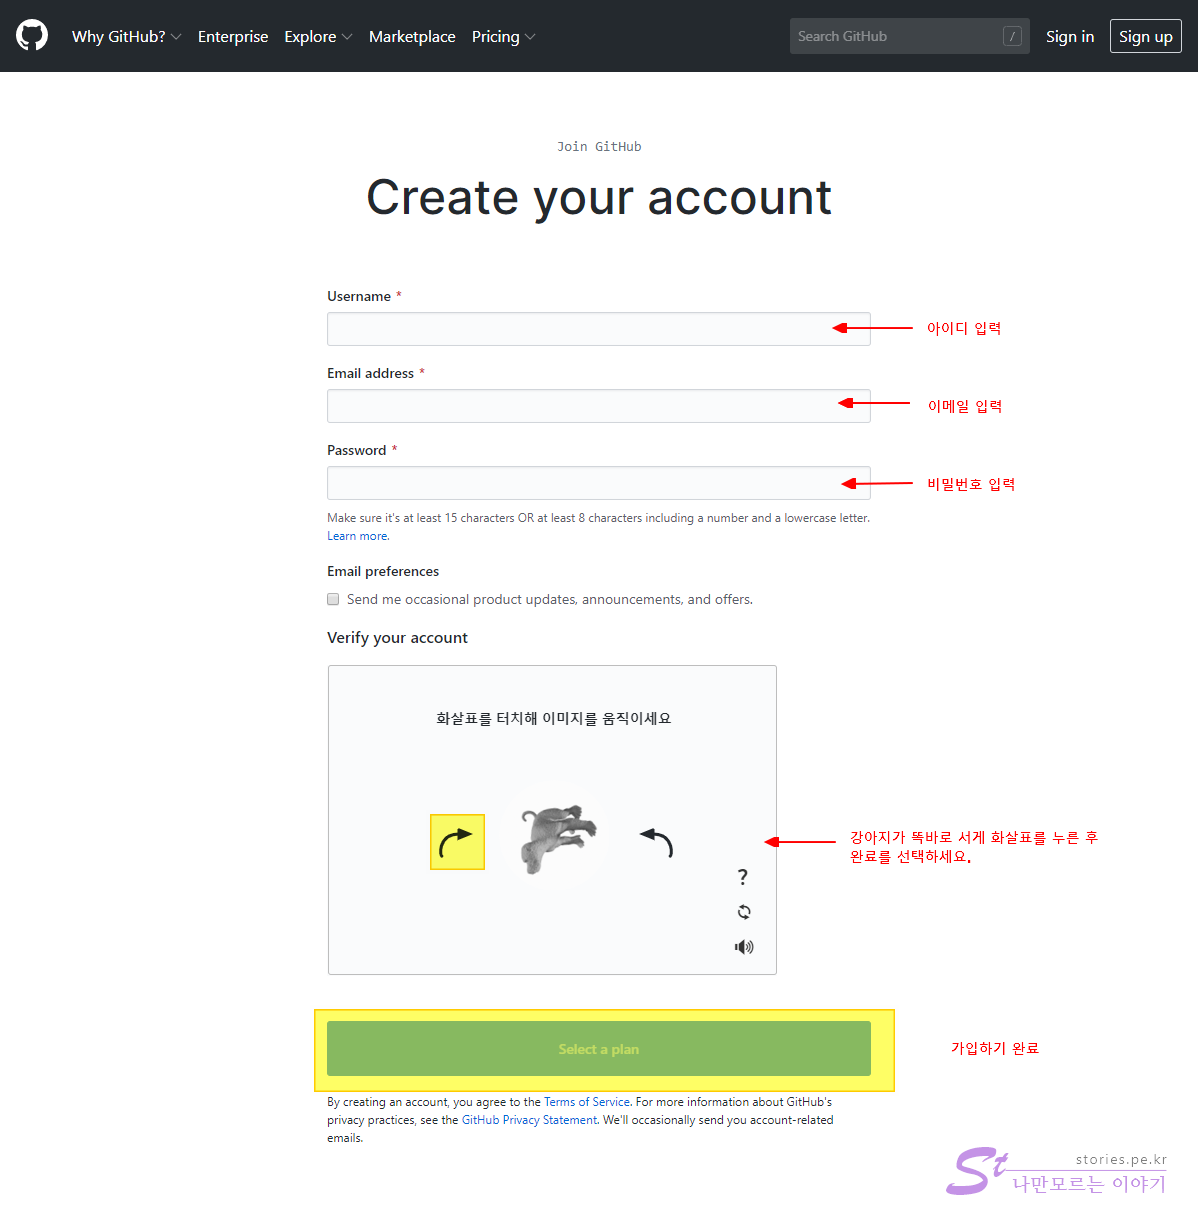 Why GitHub? Enterprise Explore Marketplace Pricing Search GitHub / Sign in Sign up
Join GitHub
Create your account
Username *
아이디 입력
Email address *
이메일 입력
Password *
비밀번호 입력
Make sure it's at least 15 characters OR at least 8 characters including a number and a lowercase letter.
Learn more.
Email preferences
Send me occasional product updates, announcements, and offers.
Verify your account
화살표를 터치해 이미지를 움직이세요
강아지가 똑바로 서게 화살표를 누른 후
완료를 선택하세요.
?
Select a plan
가입하기 완료
By creating an account, you agree to the Terms of Service. For more information about GitHub's
privacy practices, see the GitHub Privacy Statement. We'll occasionally send you account-related
emails.
St
stories.pe.kr
나만모르는 이야기